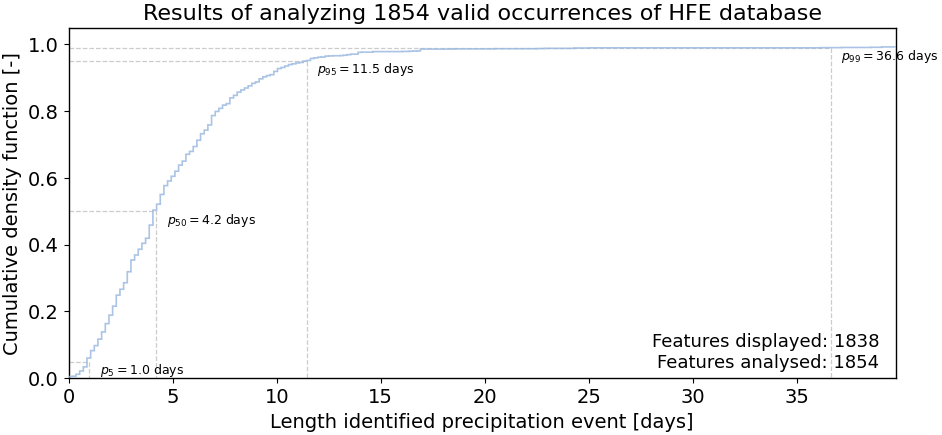 Results of analyzing 1854 valid occurrences of HFE database
Cumulative density function [-]
1.0
0.8
0.6
0.4
0.2
0.0
p95 = 11.5 days
p99 = 36.6 days
p50 = 4.2 days
p5 = 1.0 days
Features displayed: 1838
Features analysed: 1854
0 5 10 15 20 25 30 35
Length identified precipitation event [days]